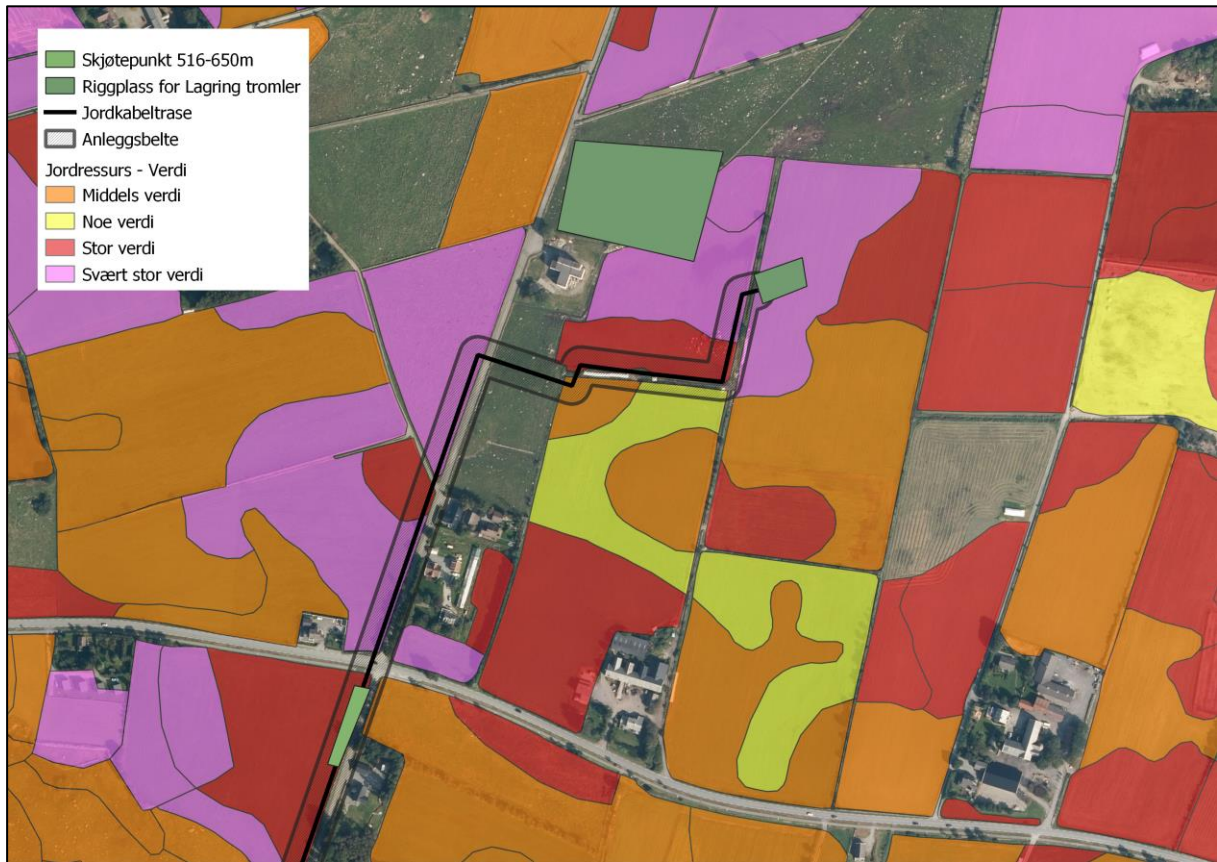 Skjøtepunkt 516-650m
Riggplass for Lagring tromler
Jordkabeltrase
Anleggsbelte
Jordressurs - Verdi
Middels verdi
Noe verdi
Stor verdi
Svært stor verdi